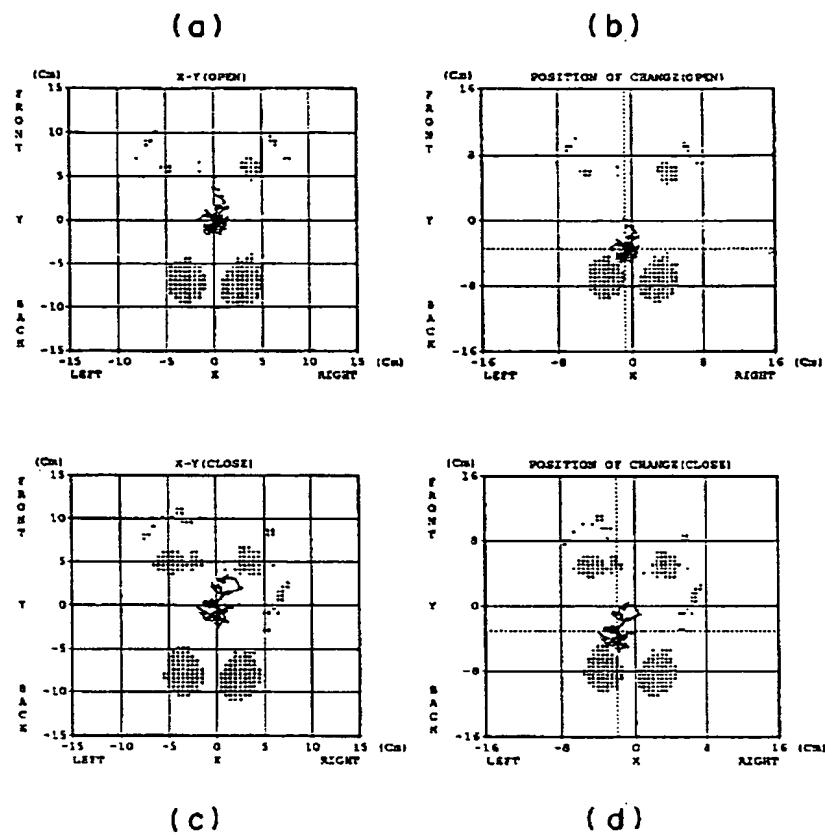 (a) (b)
X-Y(OPEN)
(Cm)
15
10
5
0
-5
-10
-15
FRONT
Y
BACK
-15 -10 -5 0 5 10 15 (Cm)
LEFT X RIGHT
POSITION OF CHANGE(OPEN)
(Cm)
16
8
0
-8
-16
FRONT
Y
BACK
-16 -8 0 8 16 (Cm)
LEFT X RIGHT
X-Y(CLOSE)
(Cm)
15
10
5
0
-5
-10
-15
FRONT
Y
BACK
-15 -10 -5 0 5 10 15 (Cm)
LEFT X RIGHT
POSITION OF CHANGE(CLOSE)
(Cm)
16
8
0
-8
-16
FRONT
Y
BACK
-16 -8 0 8 16 (Cm)
LEFT X RIGHT
(c) (d)